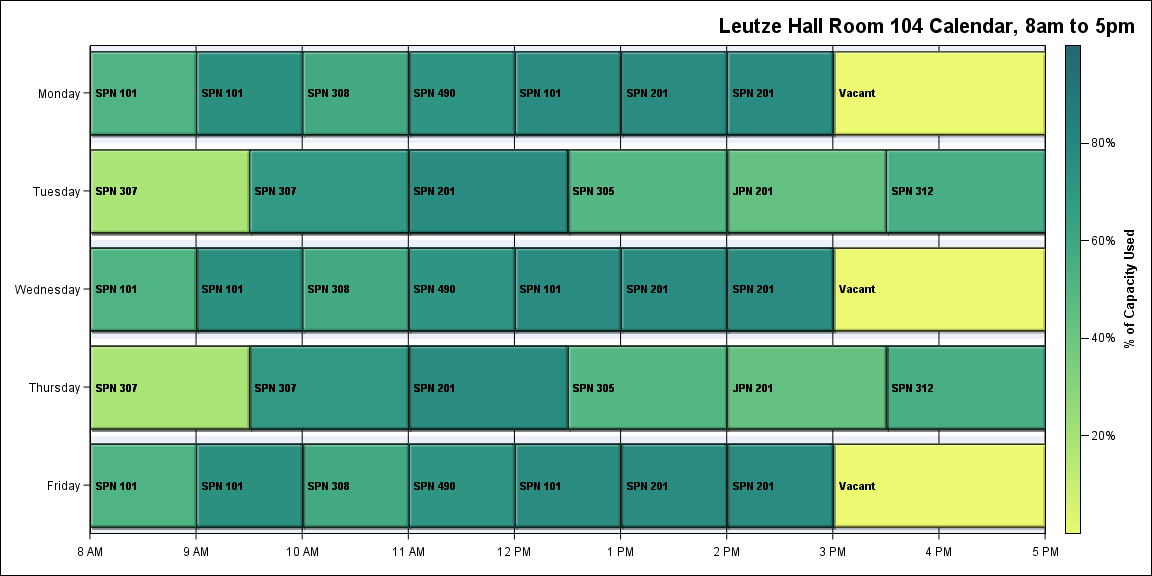 Leutze Hall Room 104 Calendar, 8am to 5pm
Monday
SPN 101 SPN 101 SPN 308 SPN 490 SPN 101 SPN 201 SPN 201 Vacant
Tuesday
SPN 307 SPN 307 SPN 201 SPN 305 JPN 201 SPN 312
Wednesday
SPN 101 SPN 101 SPN 308 SPN 490 SPN 101 SPN 201 SPN 201 Vacant
Thursday
SPN 307 SPN 307 SPN 201 SPN 305 JPN 201 SPN 312
Friday
SPN 101 SPN 101 SPN 308 SPN 490 SPN 101 SPN 201 SPN 201 Vacant
8 AM 9 AM 10 AM 11 AM 12 PM 1 PM 2 PM 3 PM 4 PM 5 PM
80%
60%
40%
20%
% of Capacity Used